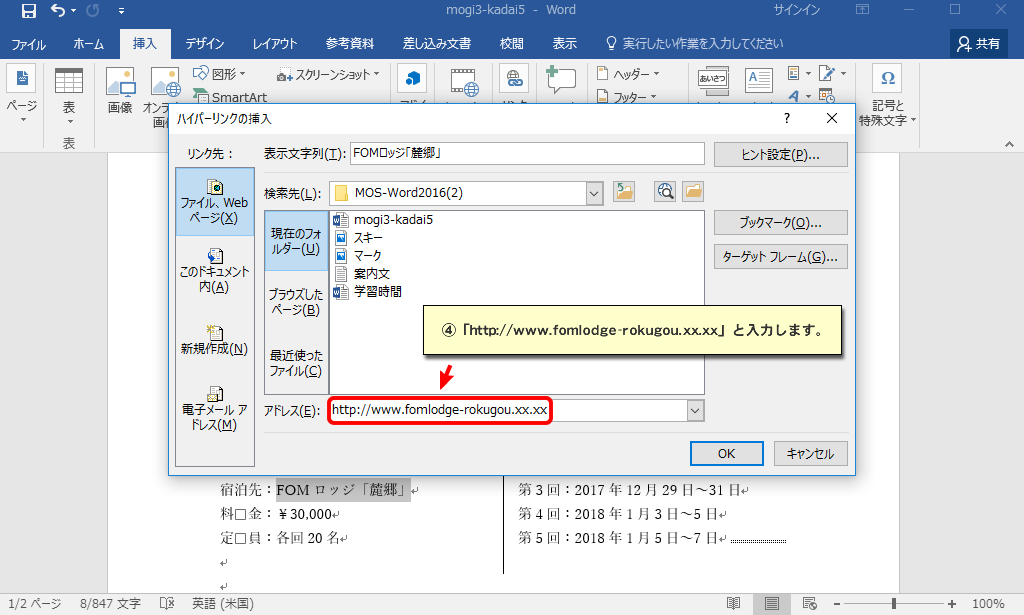 mogi3-kadai5 - Word
サインイン
ファイル
ホーム
挿入
デザイン
レイアウト
参考資料
差し込み文書
校閲
表示
実行したい作業を入力してください
共有
ページ
表
画像
オンライ
画像
図形
SmartArt
スクリーンショット
ヘッダー
フッター
あいさつ
A
A
Ω
記号と
特殊文字
表
ハイパーリンクの挿入
?
リンク先：
表示文字列(T):
FOMロッジ「麓郷」
ヒント設定(P)...
ファイル、Web
ページ(X)
検索先(L):
MOS-Word2016(2)
現在のフォ
ルダー(U)
mogi3-kadai5
スキー
マーク
案内文
学習時間
ブックマーク(O)...
ターゲット フレーム(G)...
このドキュメント
内(A)
ブラウズした
ページ(B)
④「http://www.fomlodge-rokugou.xx.xx」と入力します。
新規作成(N)
最近使った
ファイル(C)
電子メール ア
ドレス(M)
アドレス(E):
http://www.fomlodge-rokugou.xx.xx
OK
キャンセル
宿泊先：FOM ロッジ「麓郷」↵
料□金：￥30,000↵
定□員：各回 20 名↵
↵
↵
第 3 回：2017 年 12 月 29 日～31 日↵
第 4 回：2018 年 1 月 3 日～5 日↵
第 5 回：2018 年 1 月 5 日～7 日↵
1/2 ページ
8/847 文字
英語 (米国)
100%